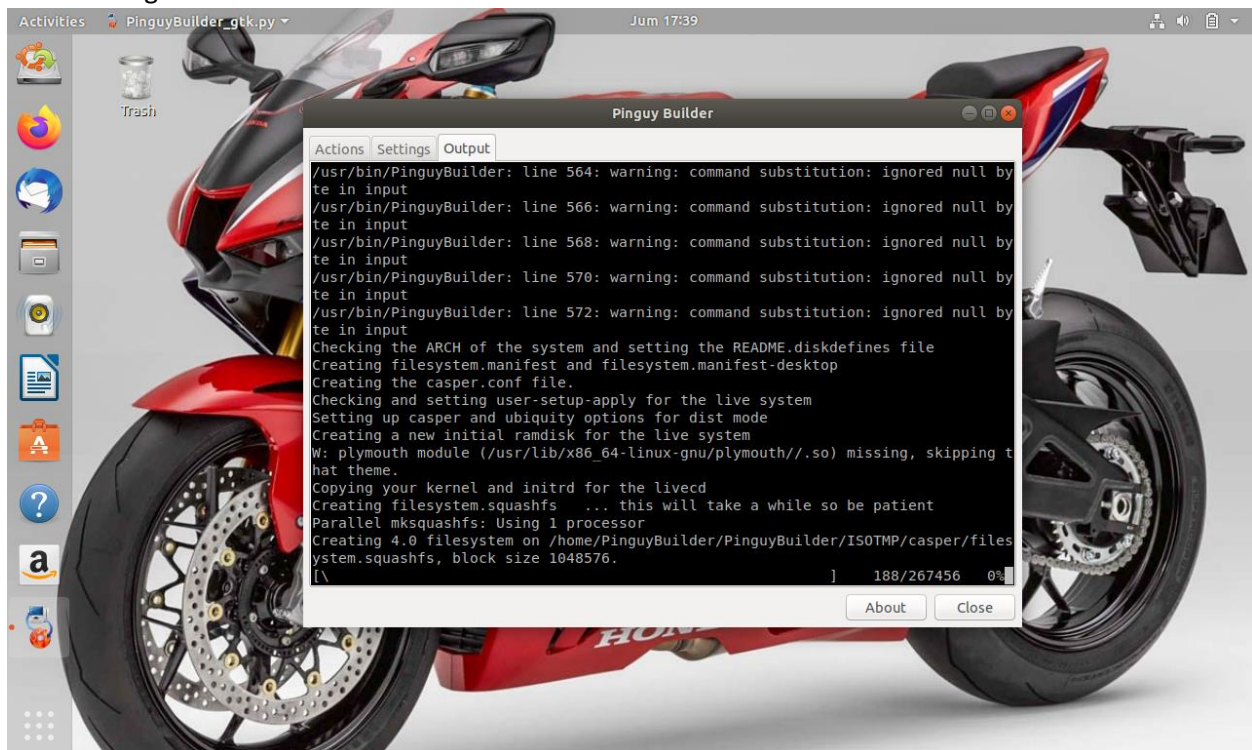 Activities PinguyBuilder_gtk.py Jum 17:39
Trash
Pinguy Builder
Actions Settings Output
/usr/bin/PinguyBuilder: line 564: warning: command substitution: ignored null by
te in input
/usr/bin/PinguyBuilder: line 566: warning: command substitution: ignored null by
te in input
/usr/bin/PinguyBuilder: line 568: warning: command substitution: ignored null by
te in input
/usr/bin/PinguyBuilder: line 570: warning: command substitution: ignored null by
te in input
/usr/bin/PinguyBuilder: line 572: warning: command substitution: ignored null by
te in input
Checking the ARCH of the system and setting the README.diskdefines file
Creating filesystem.manifest and filesystem.manifest-desktop
Creating the casper.conf file.
Checking and setting user-setup-apply for the live system
Setting up casper and ubiquity options for dist mode
Creating a new initial ramdisk for the live system
W: plymouth module (/usr/lib/x86_64-linux-gnu/plymouth//.so) missing, skipping t
hat theme.
Copying your kernel and initrd for the livecd
Creating filesystem.squashfs   ... this will take a while so be patient
Parallel mksquashfs: Using 1 processor
Creating 4.0 filesystem on /home/PinguyBuilder/PinguyBuilder/ISOTMP/casper/files
ystem.squashfs, block size 1048576.
[\ ] 188/267456 0%
About Close